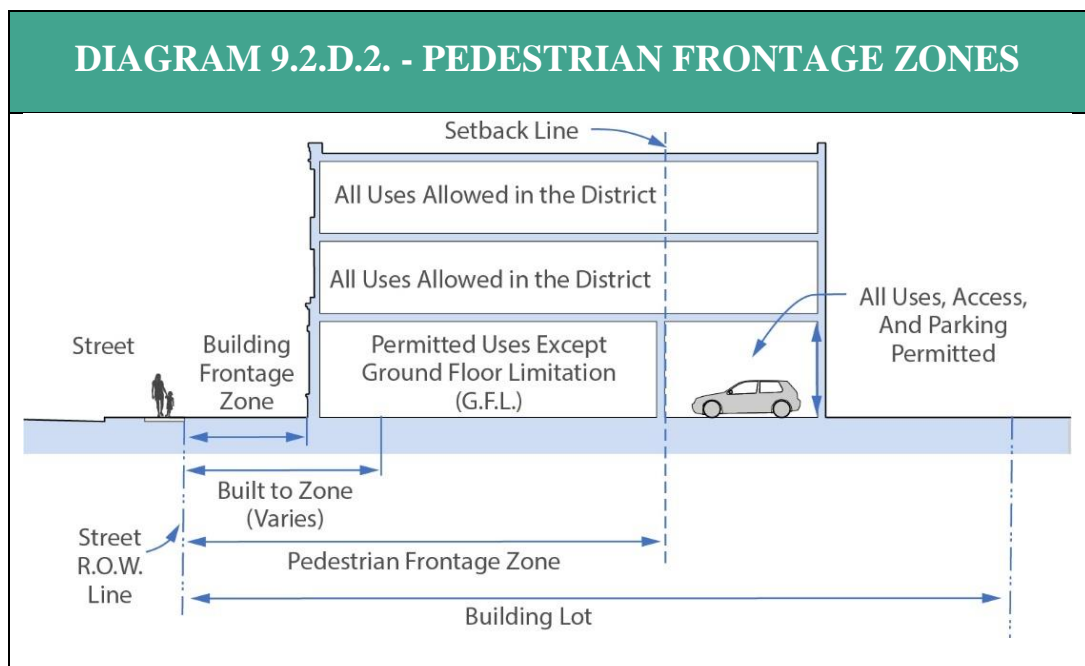 DIAGRAM 9.2.D.2. - PEDESTRIAN FRONTAGE ZONES
Setback Line
All Uses Allowed in the District
All Uses Allowed in the District
All Uses, Access,
And Parking
Permitted
Street
Building
Frontage
Zone
Permitted Uses Except
Ground Floor Limitation
(G.F.L.)
Built to Zone
(Varies)
Street
R.O.W.
Line
Pedestrian Frontage Zone
Building Lot